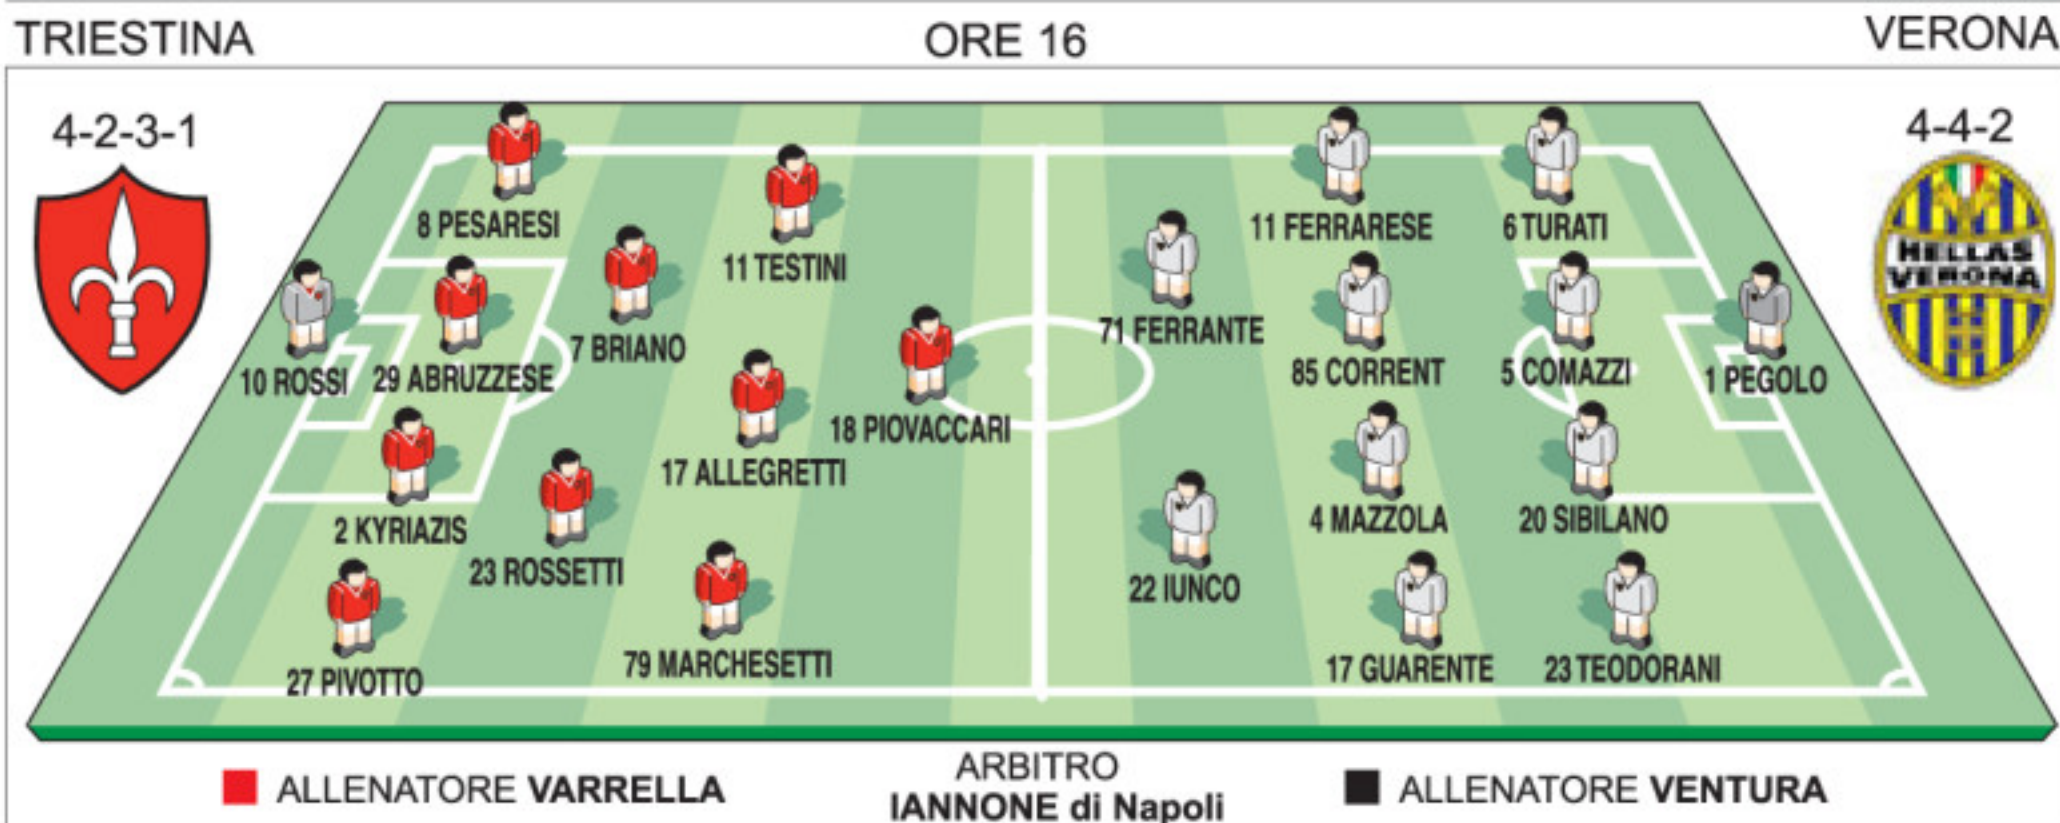 TRIESTINA ORE 16 VERONA
4-2-3-1
4-4-2
HELLAS
VERONA
8 PESARESI
11 TESTINI
10 ROSSI
29 ABRUZZESE
7 BRIANO
18 PIOVACCARI
17 ALLEGRETTI
2 KYRIAZIS
23 ROSSETTI
27 PIVOTTO
79 MARCHESETTI
11 FERRARESE
6 TURATI
71 FERRANTE
85 CORRENT
5 COMAZZI
1 PEGOLO
4 MAZZOLA
20 SIBILANO
22 IUNCO
17 GUARENTE
23 TEODORANI
ALLENATORE VARRELLA
ARBITRO
IANNONE di Napoli
ALLENATORE VENTURA